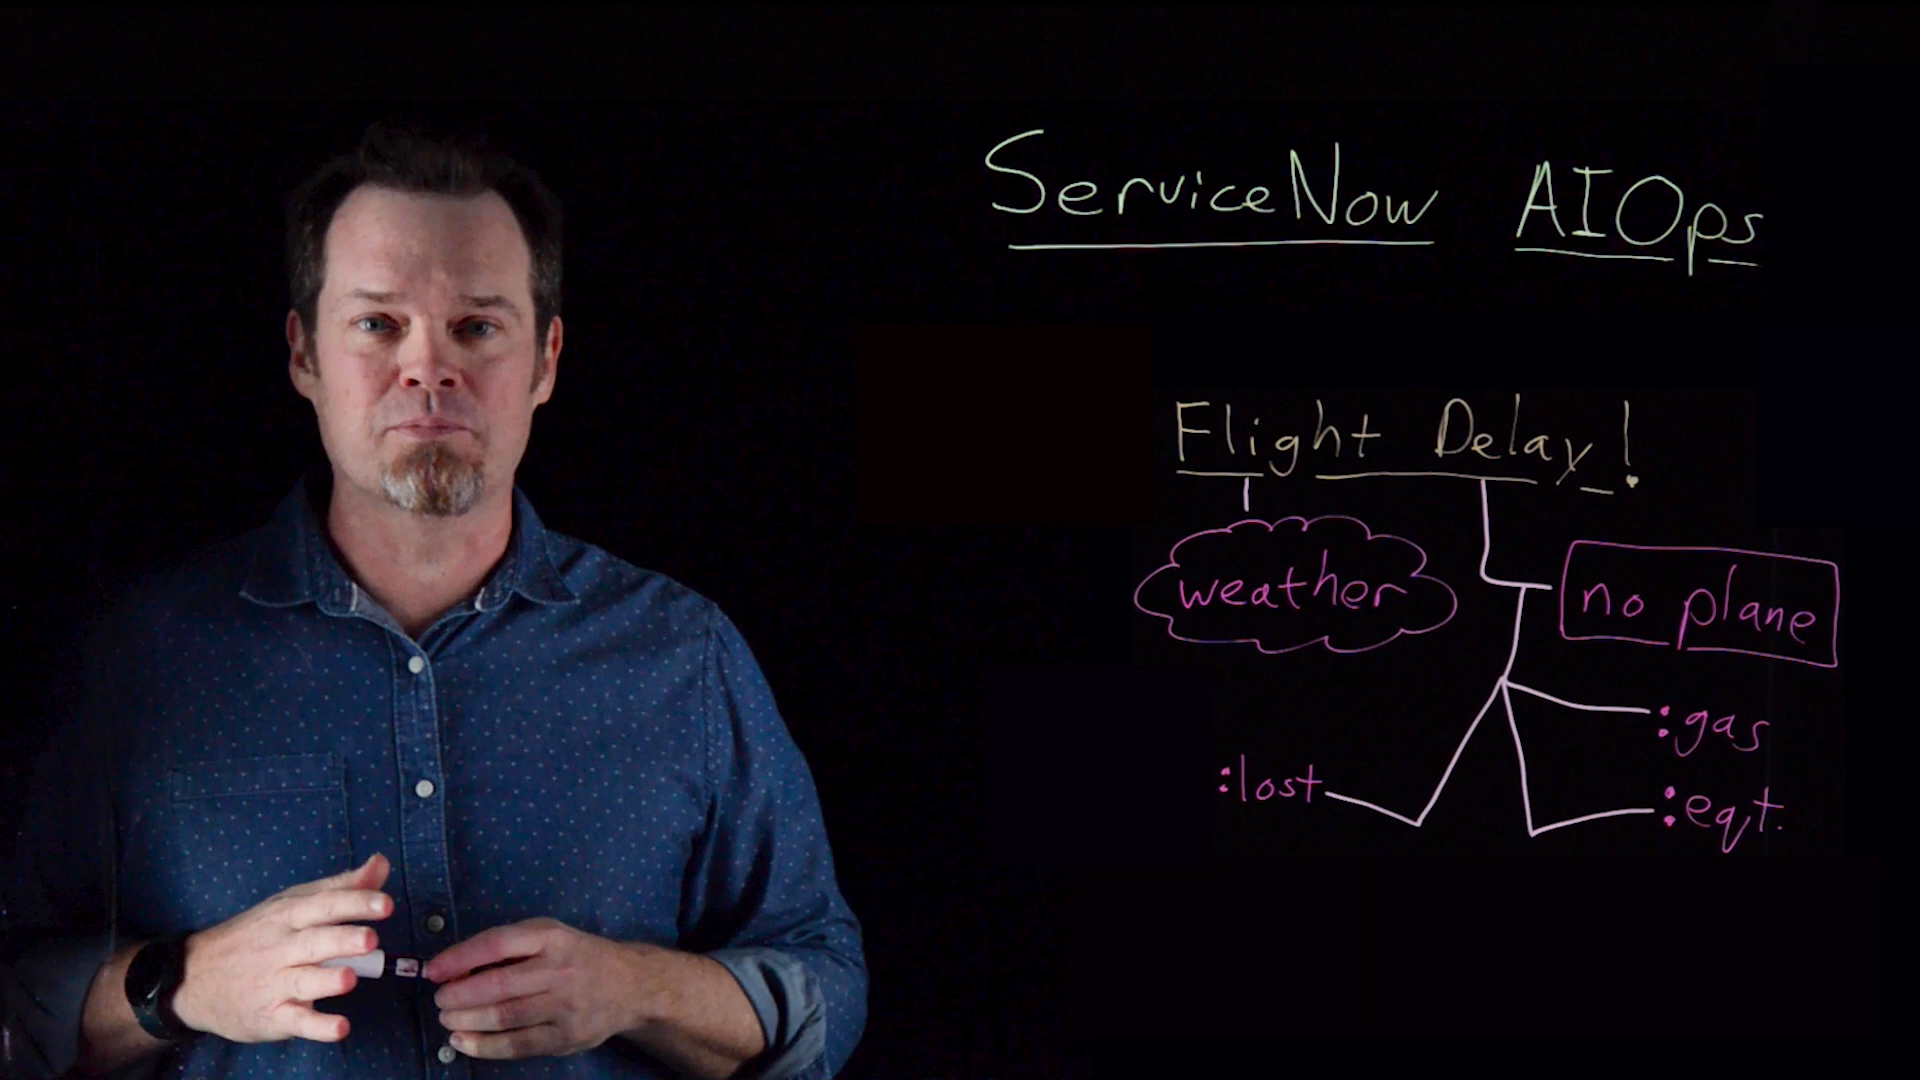 ServiceNow AIOps
Flight Delay!
weather
no plane
:gas
:lost
:eqt.